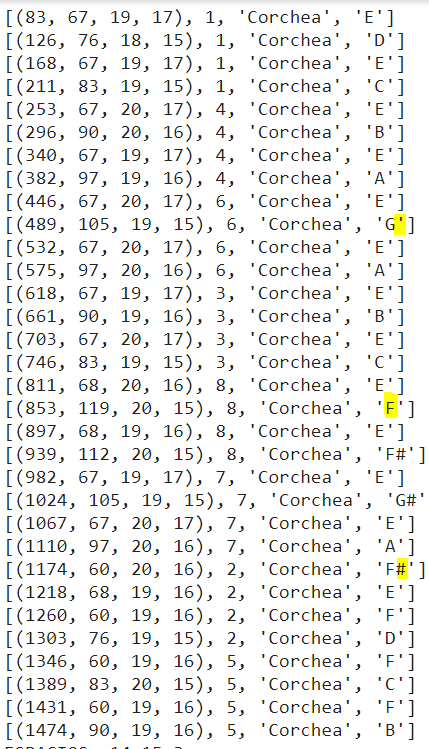 [(83, 67, 19, 17), 1, 'Corchea', 'E']
[(126, 76, 18, 15), 1, 'Corchea', 'D']
[(168, 67, 19, 17), 1, 'Corchea', 'E']
[(211, 83, 19, 15), 1, 'Corchea', 'C']
[(253, 67, 20, 17), 4, 'Corchea', 'E']
[(296, 90, 20, 16), 4, 'Corchea', 'B']
[(340, 67, 19, 17), 4, 'Corchea', 'E']
[(382, 97, 19, 16), 4, 'Corchea', 'A']
[(446, 67, 20, 17), 6, 'Corchea', 'E']
[(489, 105, 19, 15), 6, 'Corchea', 'G']
[(532, 67, 20, 17), 6, 'Corchea', 'E']
[(575, 97, 20, 16), 6, 'Corchea', 'A']
[(618, 67, 19, 17), 3, 'Corchea', 'E']
[(661, 90, 19, 16), 3, 'Corchea', 'B']
[(703, 67, 20, 17), 3, 'Corchea', 'E']
[(746, 83, 19, 15), 3, 'Corchea', 'C']
[(811, 68, 20, 16), 8, 'Corchea', 'E']
[(853, 119, 20, 15), 8, 'Corchea', 'F']
[(897, 68, 19, 16), 8, 'Corchea', 'E']
[(939, 112, 20, 15), 8, 'Corchea', 'F#']
[(982, 67, 19, 17), 7, 'Corchea', 'E']
[(1024, 105, 19, 15), 7, 'Corchea', 'G#'
[(1067, 67, 20, 17), 7, 'Corchea', 'E']
[(1110, 97, 20, 16), 7, 'Corchea', 'A']
[(1174, 60, 20, 16), 2, 'Corchea', 'F#']
[(1218, 68, 19, 16), 2, 'Corchea', 'E']
[(1260, 60, 19, 16), 2, 'Corchea', 'F']
[(1303, 76, 19, 15), 2, 'Corchea', 'D']
[(1346, 60, 19, 16), 5, 'Corchea', 'F']
[(1389, 83, 20, 15), 5, 'Corchea', 'C']
[(1431, 60, 19, 16), 5, 'Corchea', 'F']
[(1474, 90, 19, 16), 5, 'Corchea', 'B']